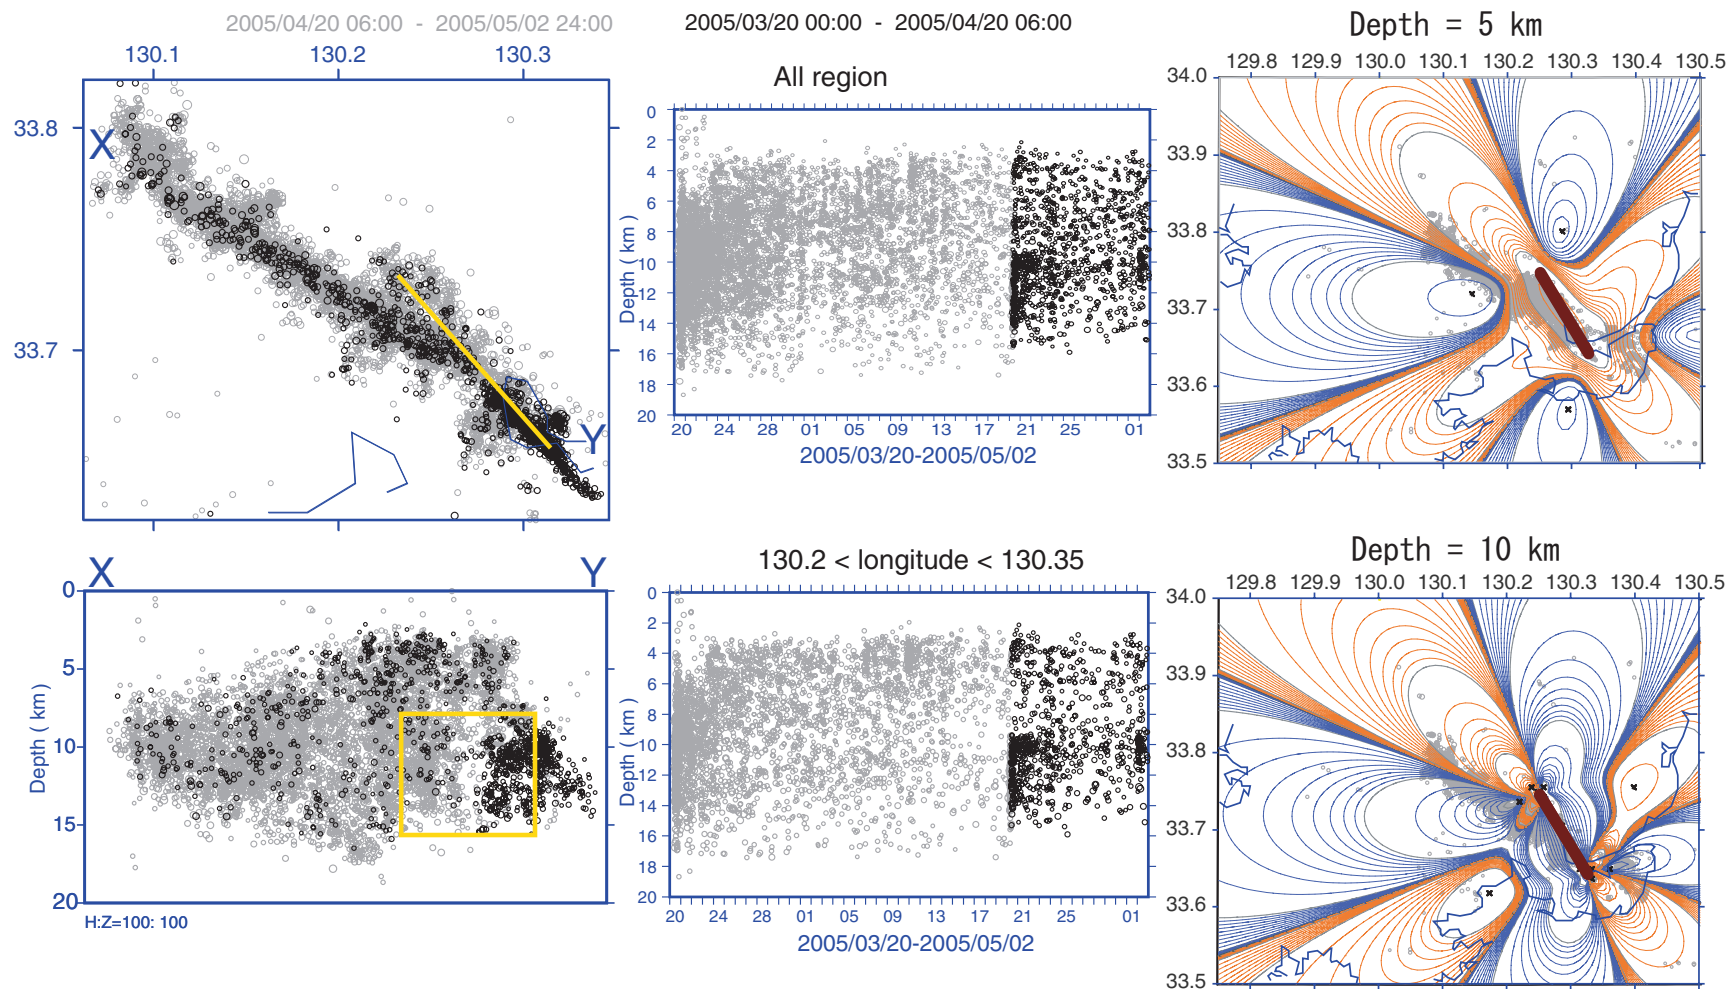 2005/04/20 06:00 - 2005/05/02 24:00
130.1 130.2 130.3
33.8
33.7
X
Y
2005/03/20 00:00 - 2005/04/20 06:00
All region
0
2
4
6
8
10
12
14
16
18
20
Depth ( km )
20 24 28 01 05 09 13 17 21 25 01
2005/03/20-2005/05/02
Depth = 5 km
129.8 129.9 130.0 130.1 130.2 130.3 130.4 130.5
34.0
33.9
33.8
33.7
33.6
33.5
X Y
0
5
10
15
20
Depth ( km)
H:Z=100: 100
130.2 < longitude < 130.35
0
2
4
6
8
10
12
14
16
18
20
Depth ( km )
20 24 28 01 05 09 13 17 21 25 01
2005/03/20-2005/05/02
Depth = 10 km
129.8 129.9 130.0 130.1 130.2 130.3 130.4 130.5
34.0
33.9
33.8
33.7
33.6
33.5